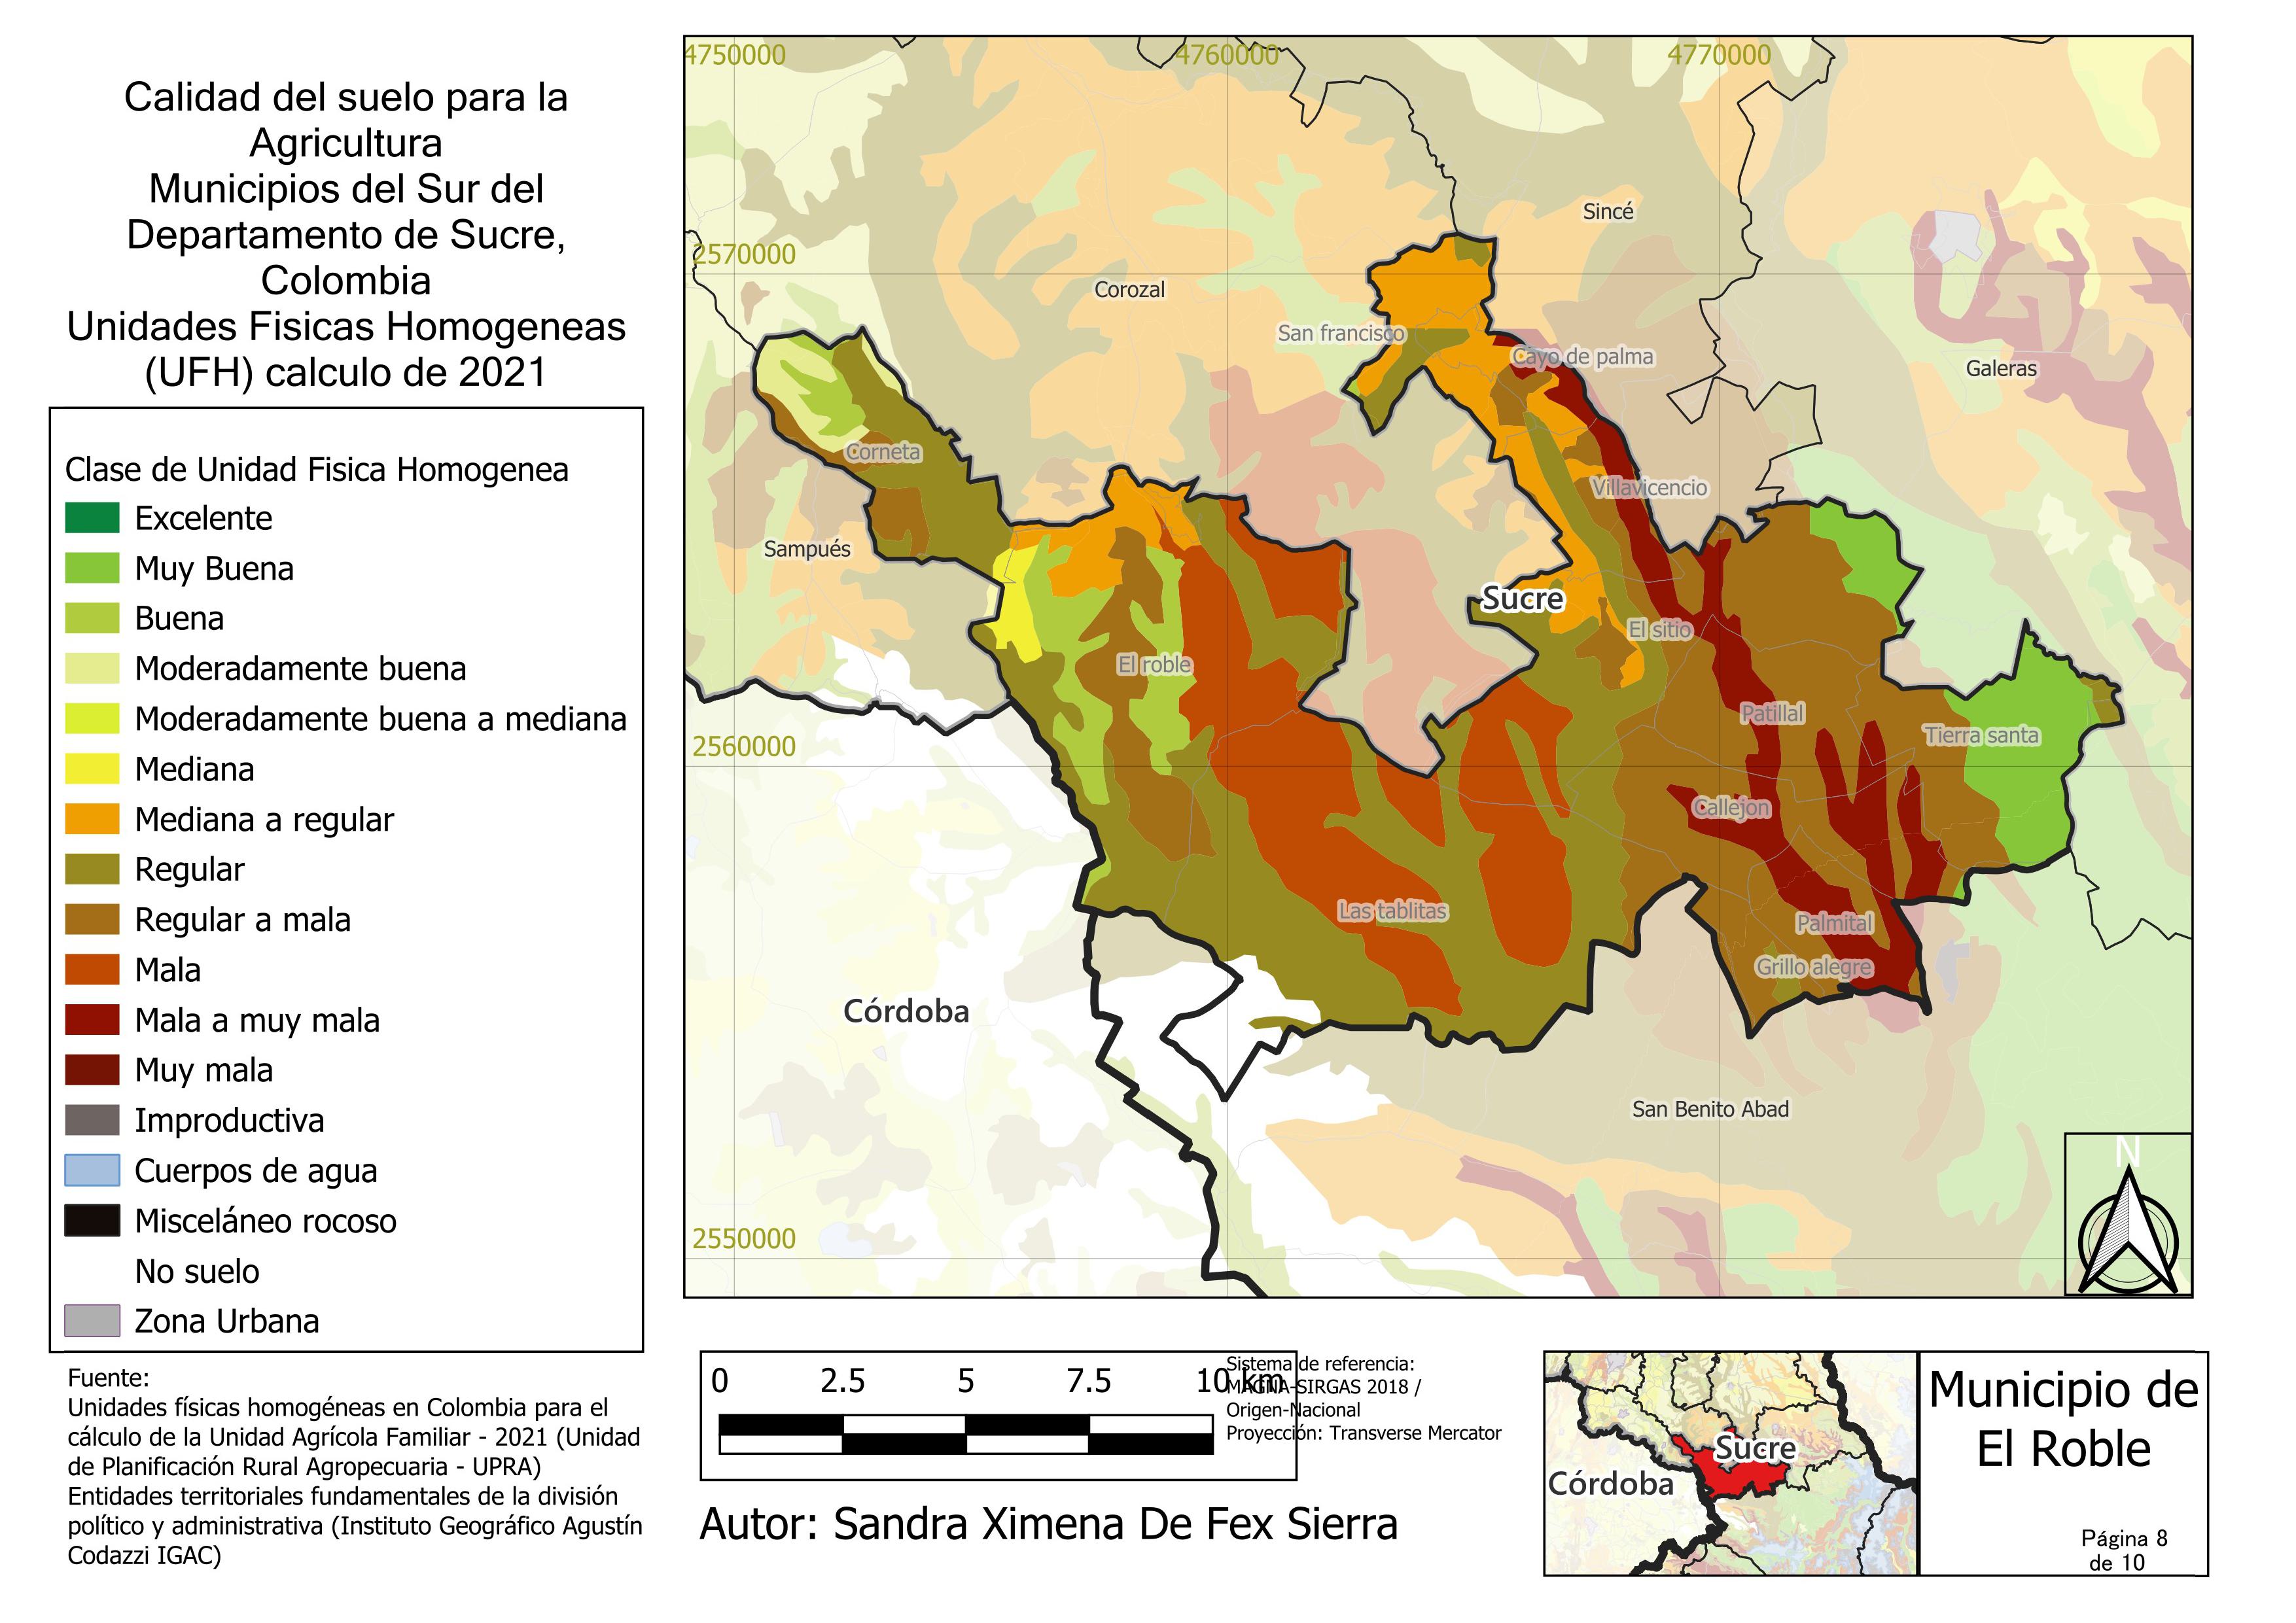 Calidad del suelo para la
Agricultura
Municipios del Sur del
Departamento de Sucre,
Colombia
Unidades Fisicas Homogeneas
(UFH) calculo de 2021
Clase de Unidad Fisica Homogenea
Excelente
Muy Buena
Buena
Moderadamente buena
Moderadamente buena a mediana
Mediana
Mediana a regular
Regular
Regular a mala
Mala
Mala a muy mala
Muy mala
Improductiva
Cuerpos de agua
Misceláneo rocoso
No suelo
Zona Urbana
Fuente:
Unidades físicas homogéneas en Colombia para el
cálculo de la Unidad Agrícola Familiar - 2021 (Unidad
de Planificación Rural Agropecuaria - UPRA)
Entidades territoriales fundamentales de la división
político y administrativa (Instituto Geográfico Agustín
Codazzi IGAC)
4750000
4760000
4770000
Sincé
2570000
Corozal
San francisco
Cayo de palma
Galeras
Corneta
Villavicencio
Sampués
Sucre
El sitio
El roble
Patillal
Tierra santa
2560000
Callejon
Las tablitas
Palmital
Grillo alegre
Córdoba
San Benito Abad
N
2550000
0 2.5 5 7.5 10 km
Sistema de referencia:
MAGNA-SIRGAS 2018 /
Origen-Nacional
Proyección: Transverse Mercator
Autor: Sandra Ximena De Fex Sierra
Sucre
Córdoba
Municipio de
El Roble
Página 8
de 10